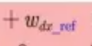 + w_{dx_ref}